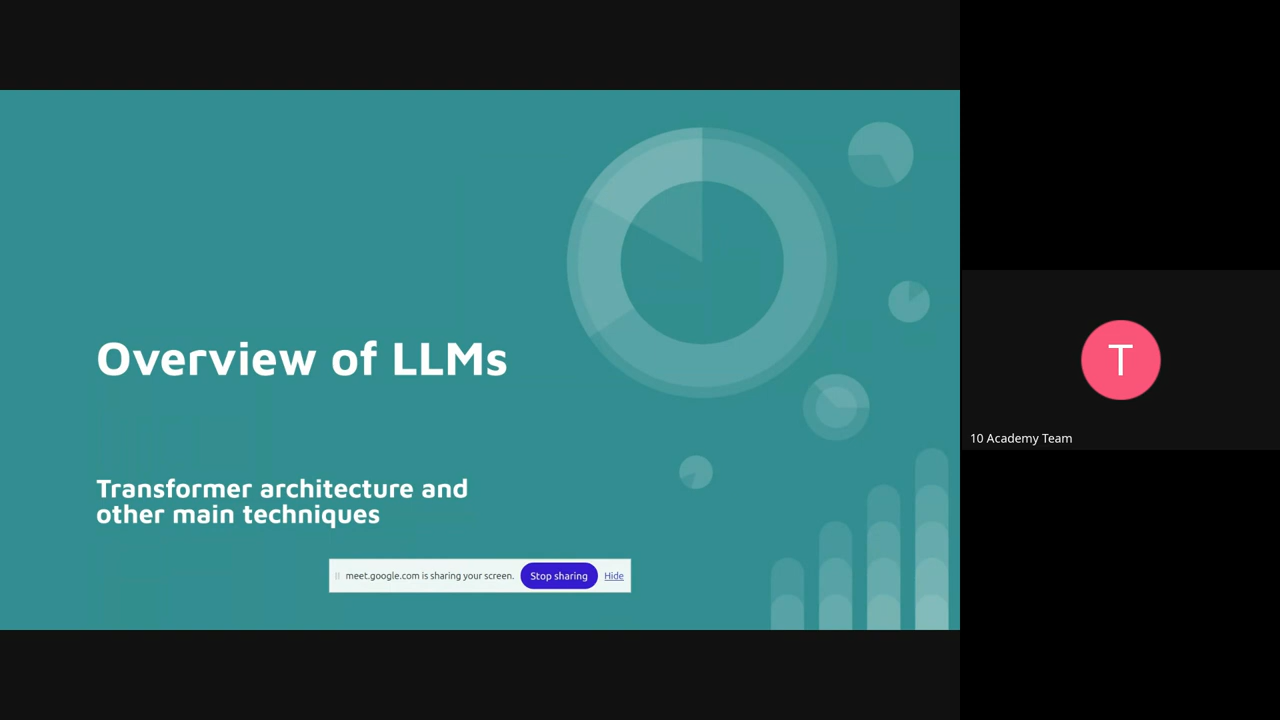 Overview of LLMs
Transformer architecture and
other main techniques
meet.google.com is sharing your screen. Stop sharing Hide
T
10 Academy Team